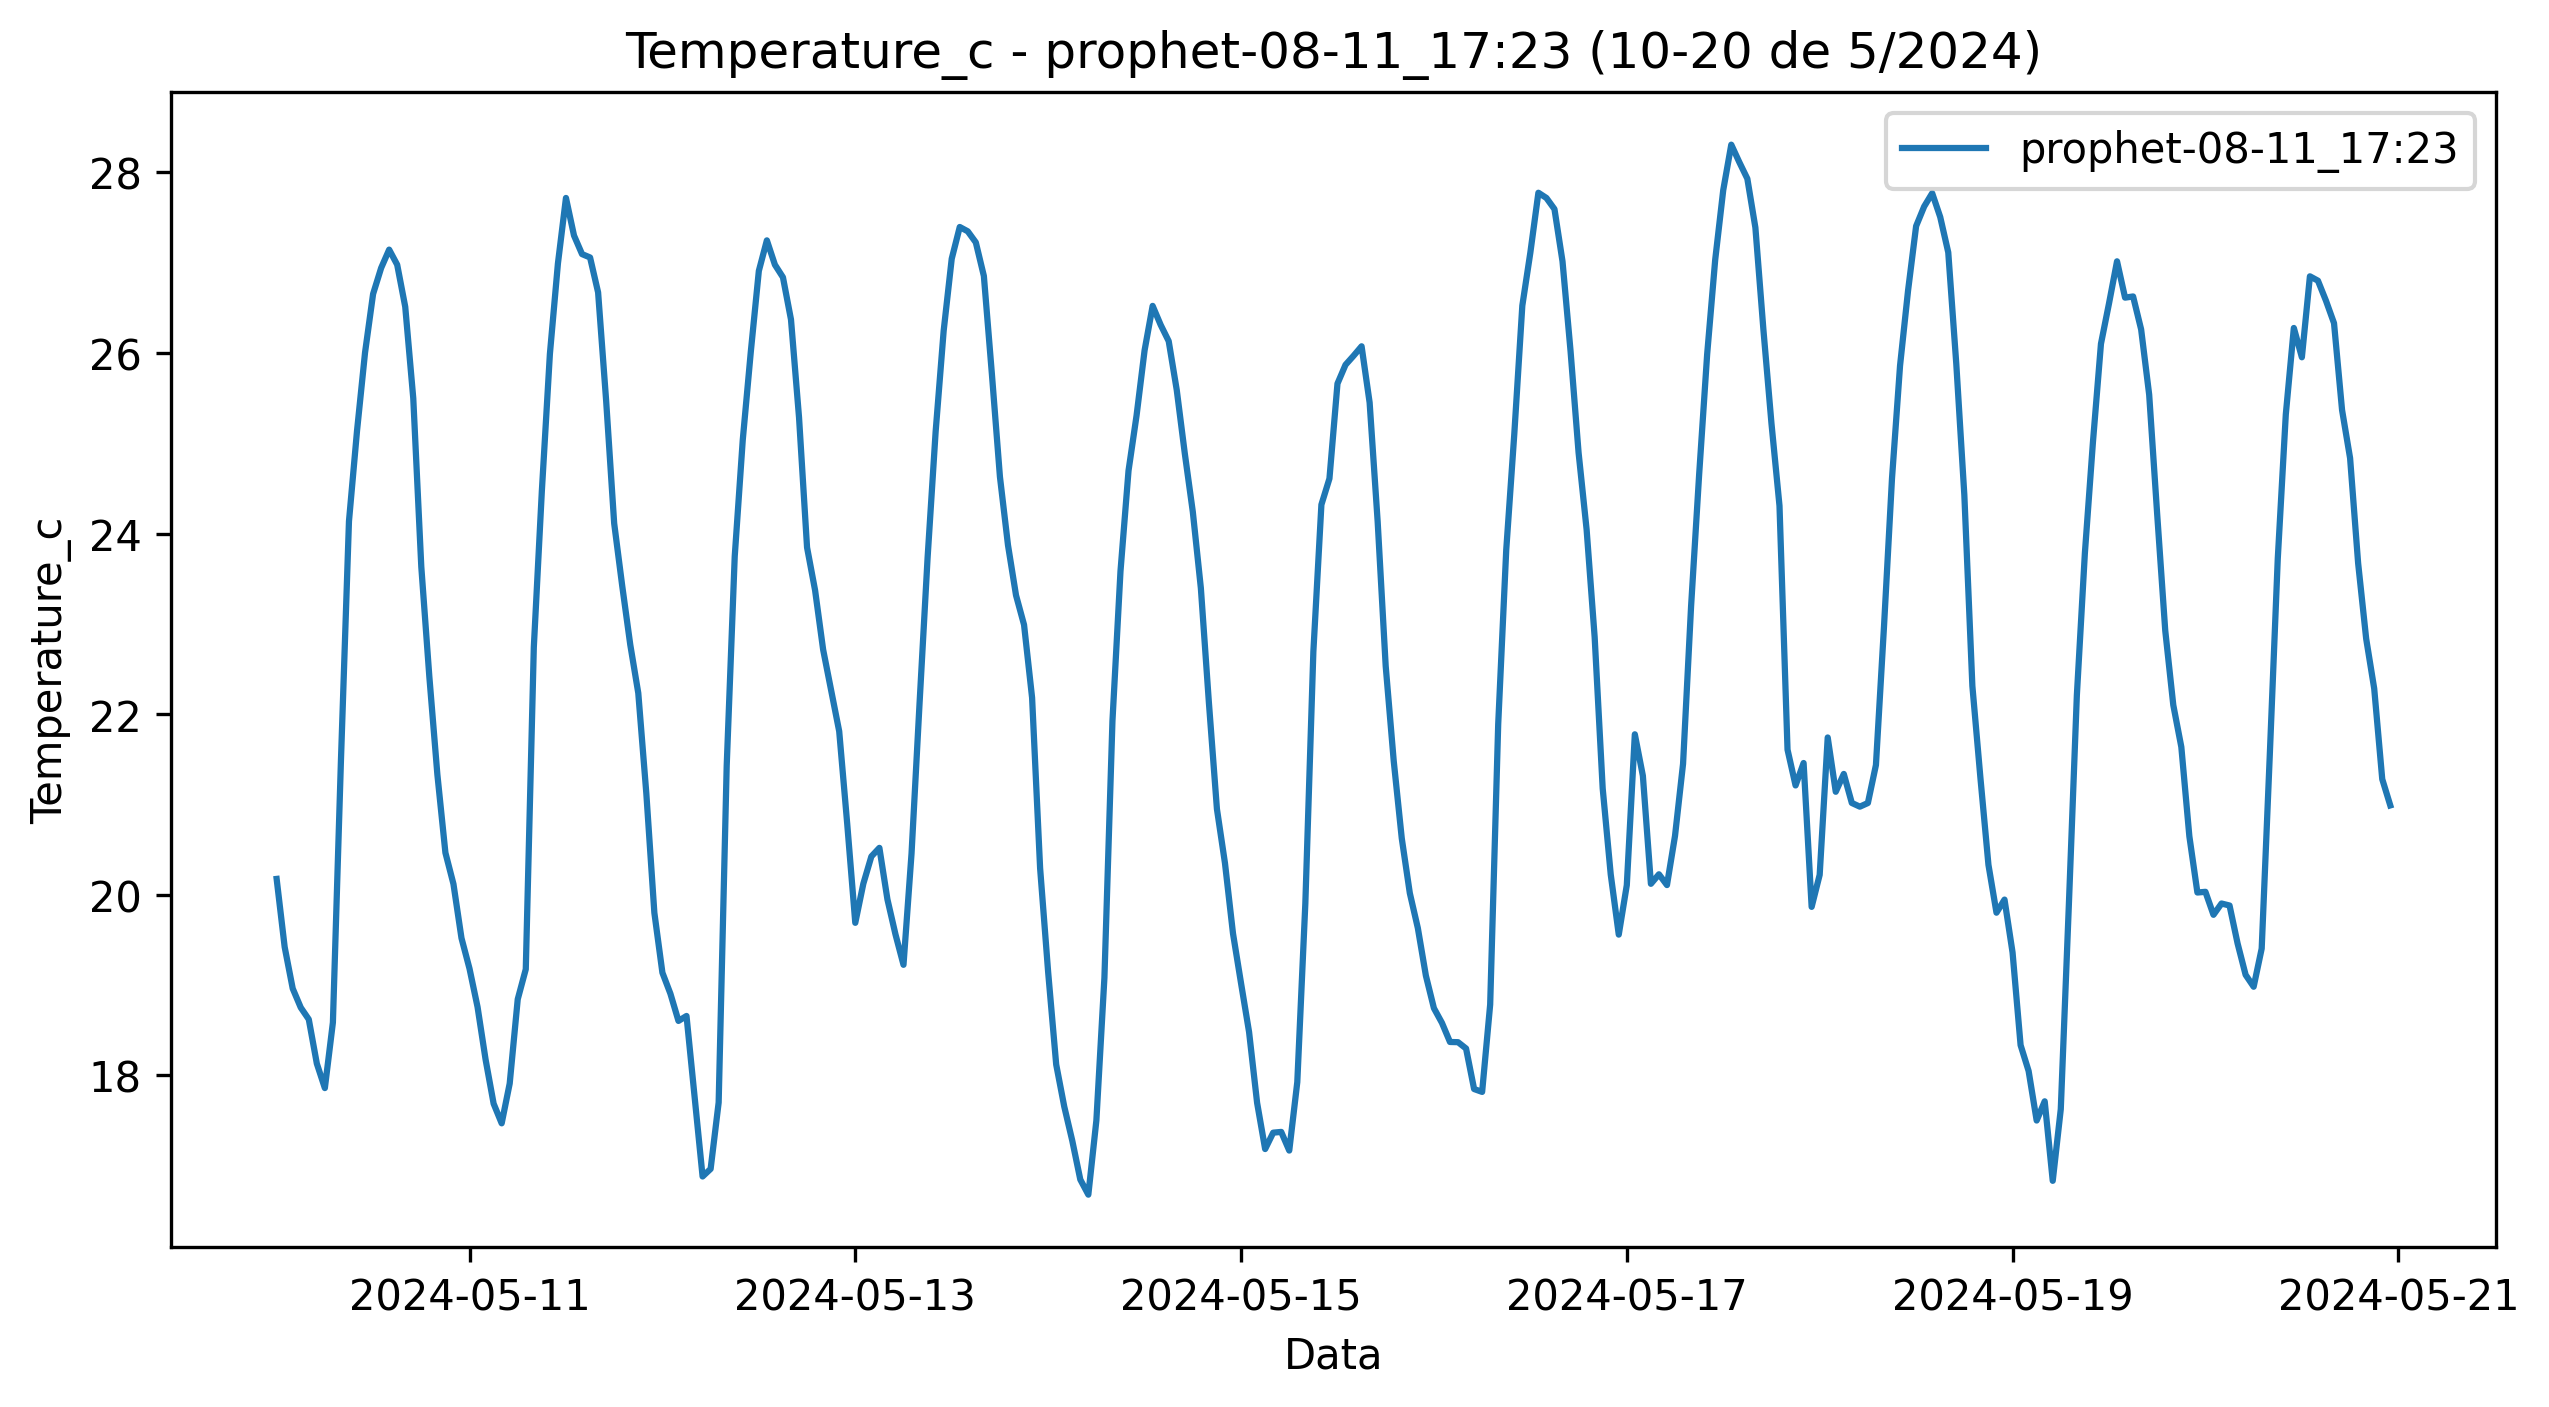 Temperature_c - prophet-08-11_17:23 (10-20 de 5/2024)
prophet-08-11_17:23
Temperature_c
28
26
24
22
20
18
2024-05-11 2024-05-13 2024-05-15 2024-05-17 2024-05-19 2024-05-21
Data